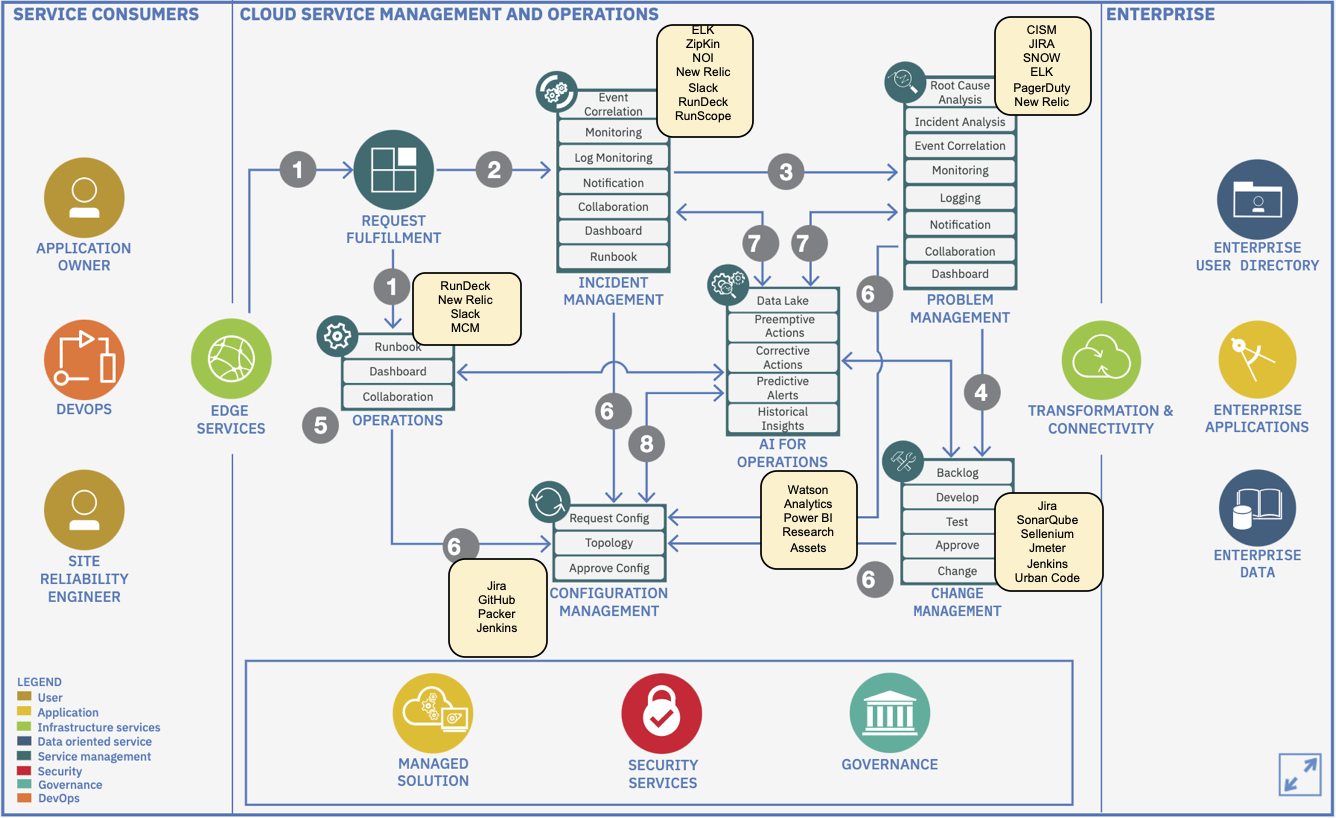 SERVICE CONSUMERS
CLOUD SERVICE MANAGEMENT AND OPERATIONS
ENTERPRISE
APPLICATION
OWNER
DEVOPS
SITE
RELIABILITY
ENGINEER
EDGE
SERVICES
1
REQUEST
FULFILLMENT
2
1
RunDeck
New Relic
Slack
MCM
Runbook
Dashboard
Collaboration
OPERATIONS
5
ELK
ZipKin
NOI
New Relic
Slack
RunDeck
RunScope
Event
Correlation
Monitoring
Log Monitoring
Notification
Collaboration
Dashboard
Runbook
INCIDENT
MANAGEMENT
3
7
7
6
CISM
JIRA
SNOW
ELK
PagerDuty
New Relic
Root Cause
Analysis
Incident Analysis
Event Correlation
Monitoring
Logging
Notification
Collaboration
Dashboard
PROBLEM
MANAGEMENT
Data Lake
Preemptive
Actions
Corrective
Actions
Predictive
Alerts
Historical
Insights
AI FOR
OPERATIONS
6
8
4
Watson
Analytics
Power BI
Research
Assets
6
Jira
GitHub
Packer
Jenkins
Request Config
Topology
Approve Config
CONFIGURATION
MANAGEMENT
Backlog
Develop
Test
Approve
Change
CHANGE
MANAGEMENT
6
Jira
SonarQube
Sellenium
Jmeter
Jenkins
Urban Code
TRANSFORMATION &
CONNECTIVITY
ENTERPRISE
USER DIRECTORY
ENTERPRISE
APPLICATIONS
ENTERPRISE
DATA
MANAGED
SOLUTION
SECURITY
SERVICES
GOVERNANCE
LEGEND
User
Application
Infrastructure services
Data oriented service
Service management
Security
Governance
DevOps